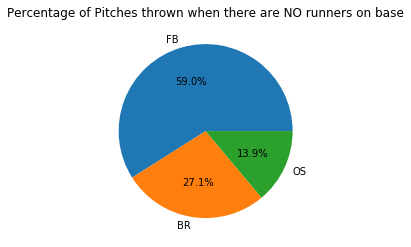 Percentage of Pitches thrown when there are NO runners on base
FB
59.0%
13.9%
OS
27.1%
BR